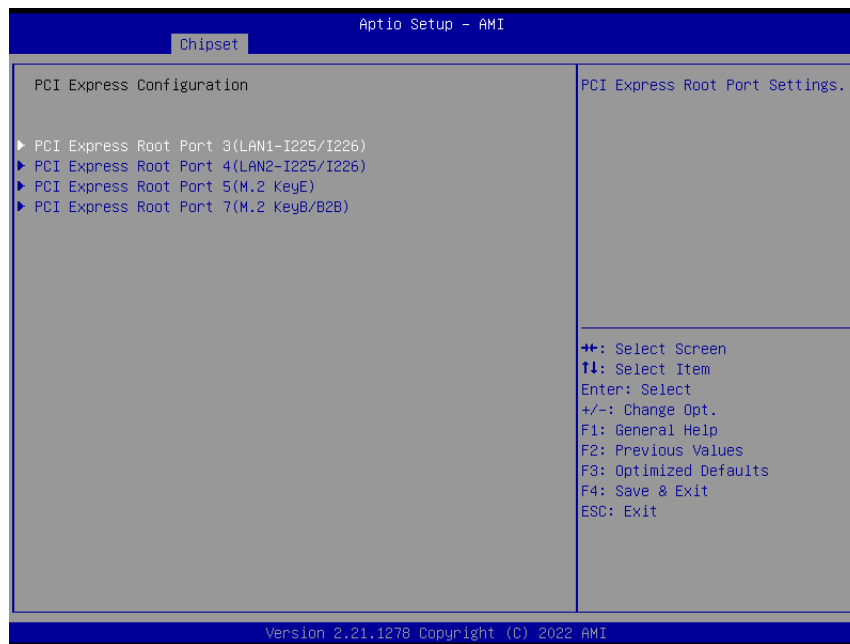 Aptio Setup - AMI
Chipset
PCI Express Configuration
PCI Express Root Port 3(LAN1-I225/I226)
PCI Express Root Port 4(LAN2-I225/I226)
PCI Express Root Port 5(M.2 KeyE)
PCI Express Root Port 7(M.2 KeyB/B2B)
PCI Express Root Port Settings.
→←: Select Screen
↑↓: Select Item
Enter: Select
+/-: Change Opt.
F1: General Help
F2: Previous Values
F3: Optimized Defaults
F4: Save & Exit
ESC: Exit
Version 2.21.1278 Copyright (C) 2022 AMI